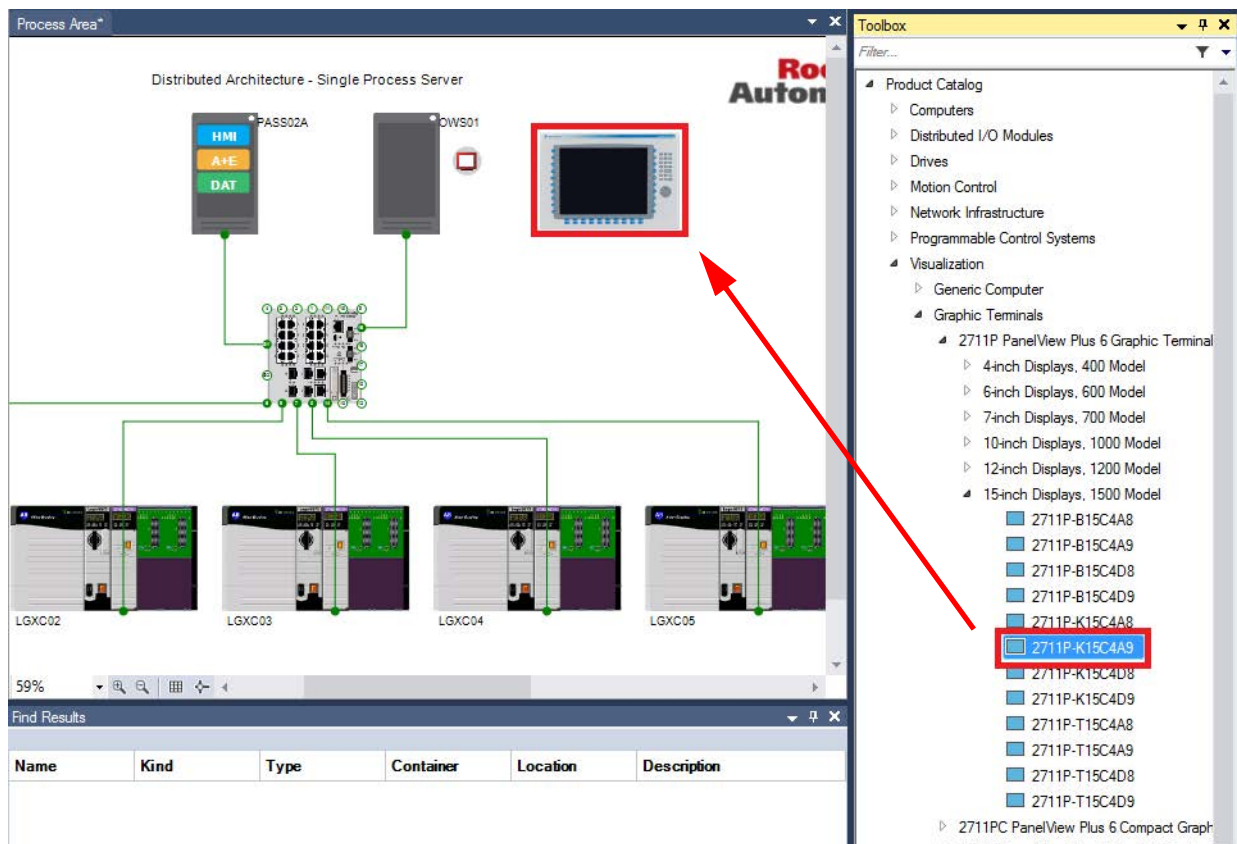 Process Area*
Distributed Architecture - Single Process Server
Ro
Autom
PASS02A
OWS01
HMI
A+E
DAT
LGXC02
LGXC03
LGXC04
LGXC05
59%
Find Results
Name Kind Type Container Location Description
Toolbox
Filter...
Product Catalog
Computers
Distributed I/O Modules
Drives
Motion Control
Network Infrastructure
Programmable Control Systems
Visualization
Generic Computer
Graphic Terminals
2711P PanelView Plus 6 Graphic Terminal
4-inch Displays, 400 Model
6-inch Displays, 600 Model
7-inch Displays, 700 Model
10-inch Displays, 1000 Model
12-inch Displays, 1200 Model
15-inch Displays, 1500 Model
2711P-B15C4A8
2711P-B15C4A9
2711P-B15C4D8
2711P-B15C4D9
2711P-K15C4A8
2711P-K15C4A9
2711P-K15C4D8
2711P-K15C4D9
2711P-T15C4A8
2711P-T15C4A9
2711P-T15C4D8
2711P-T15C4D9
2711PC PanelView Plus 6 Compact Graph